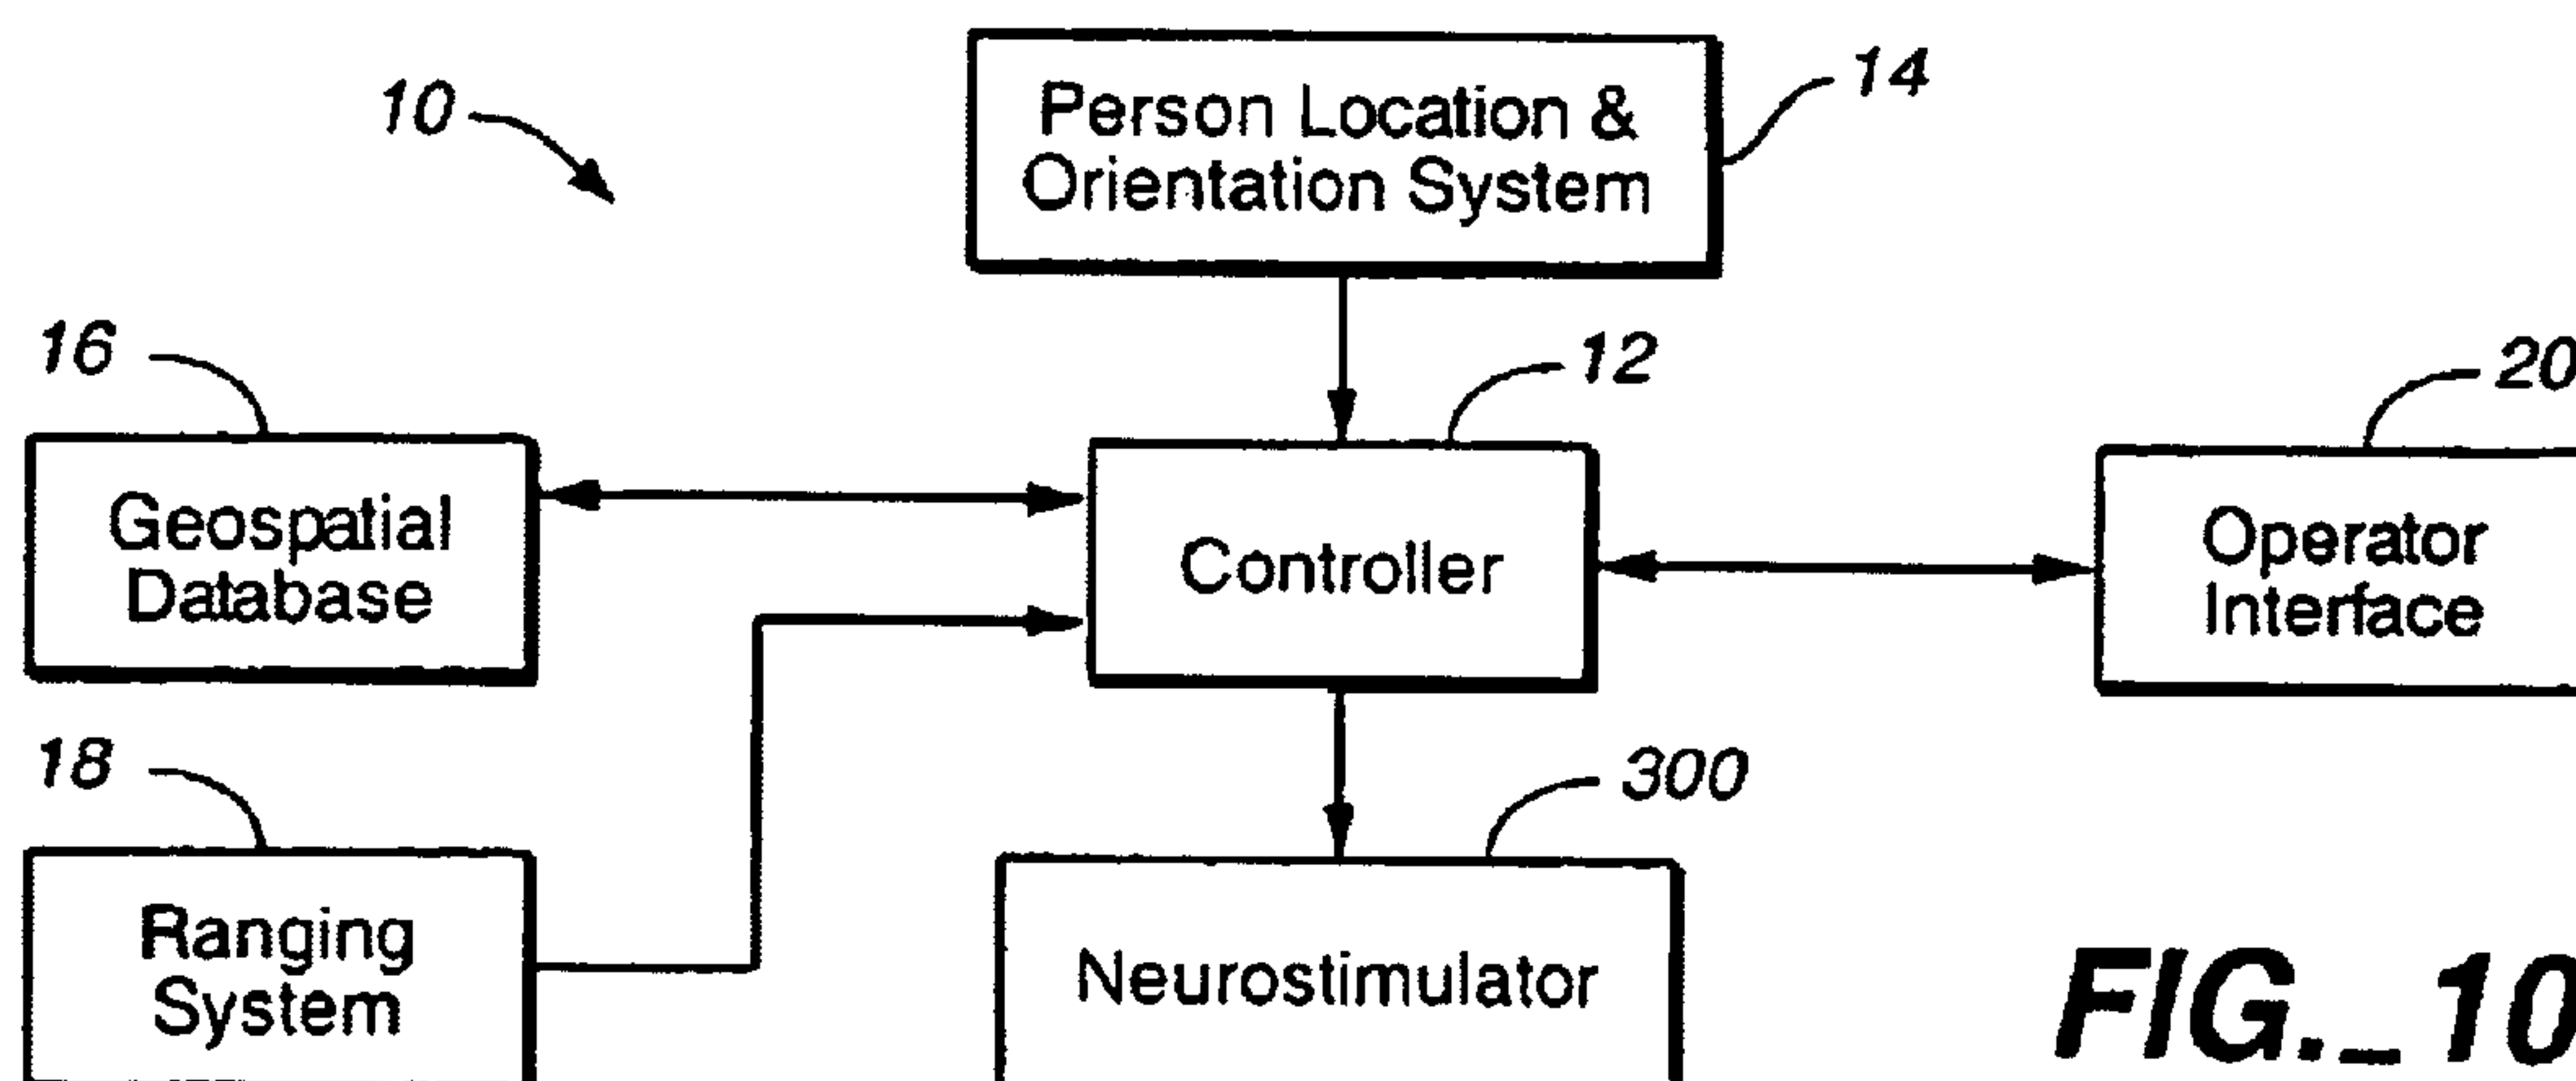 10
14
Person Location &
Orientation System
16
12
20
Geospatial
Database
Controller
Operator
Interface
18
300
Ranging
System
Neurostimulator
FIG._10